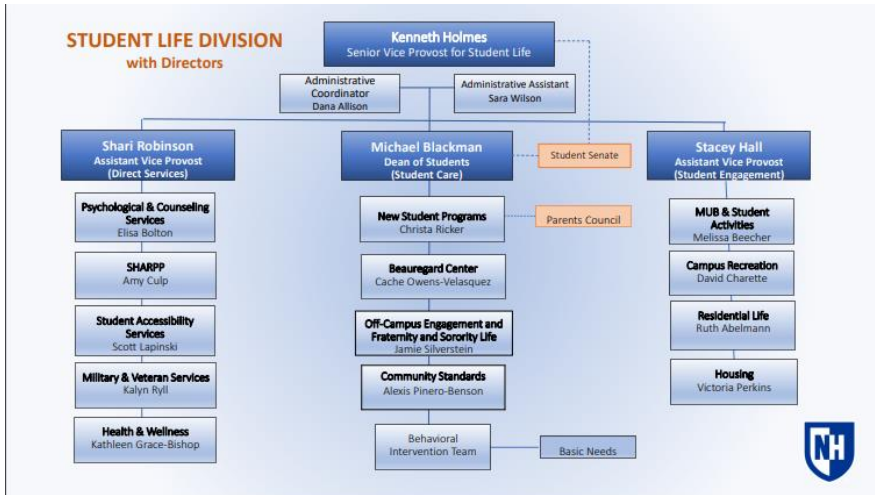 STUDENT LIFE DIVISION
with Directors
Kenneth Holmes
Senior Vice Provost for Student Life
Administrative
Coordinator
Dana Allison
Administrative Assistant
Sara Wilson
Shari Robinson
Assistant Vice Provost
(Direct Services)
Michael Blackman
Dean of Students
(Student Care)
Student Senate
Stacey Hall
Assistant Vice Provost
(Student Engagement)
Psychological & Counseling
Services
Elisa Bolton
New Student Programs
Christa Ricker
Parents Council
MUB & Student
Activities
Melissa Beecher
SHARPP
Amy Culp
Beauregard Center
Cache Owens-Velasquez
Campus Recreation
David Charette
Student Accessibility
Services
Scott Lapinski
Off-Campus Engagement and
Fraternity and Sorority Life
Jamie Silverstein
Residential Life
Ruth Abelmann
Military & Veteran Services
Kalyn Ryll
Community Standards
Alexis Pinero-Benson
Housing
Victoria Perkins
Health & Wellness
Kathleen Grace-Bishop
Behavioral
Intervention Team
Basic Needs
NH